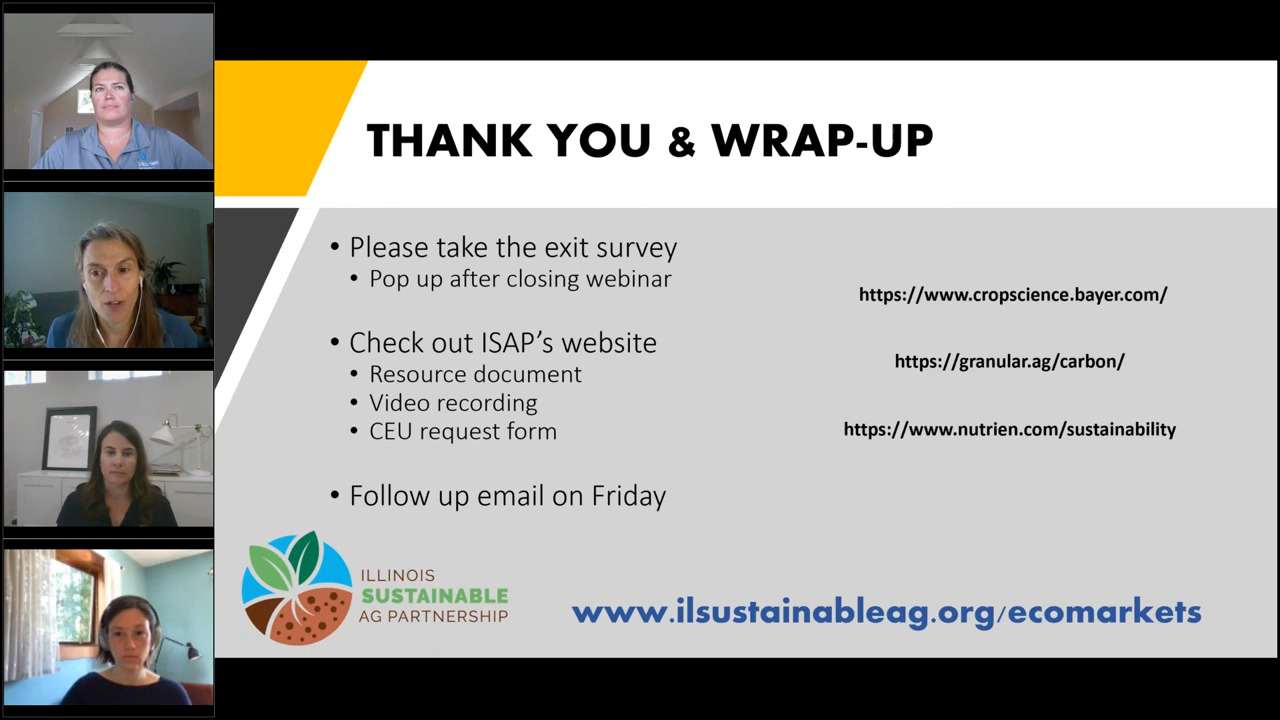 THANK YOU & WRAP-UP
• Please take the exit survey
• Pop up after closing webinar
• Check out ISAP’s website
• Resource document
• Video recording
• CEU request form
• Follow up email on Friday
https://www.cropscience.bayer.com/
https://granular.ag/carbon/
https://www.nutrien.com/sustainability
ILLINOIS
SUSTAINABLE
AG PARTNERSHIP
www.ilsustainableag.org/ecomarkets